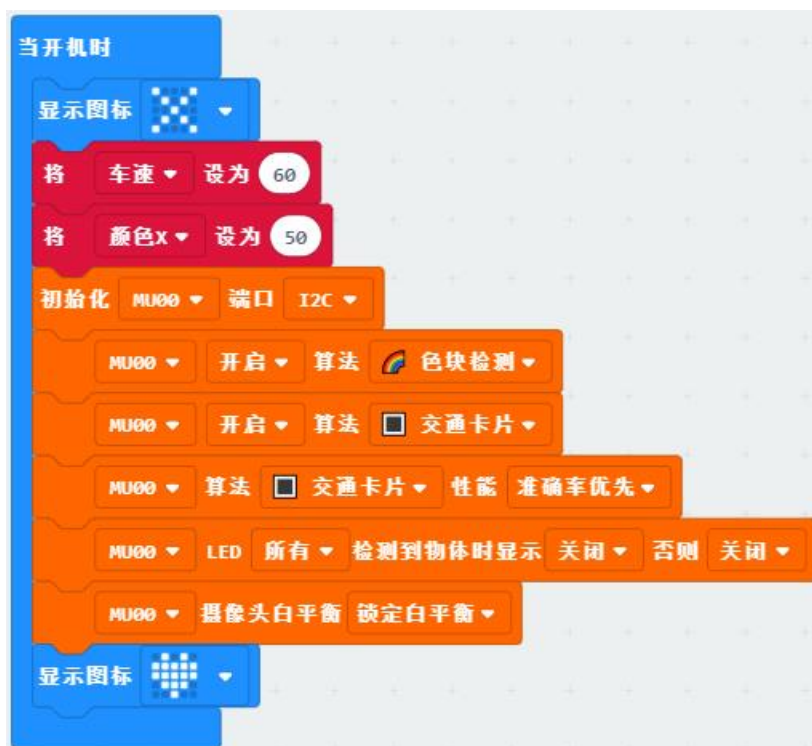 当开机时
显示图标
将 车速 设为 60
将 颜色X 设为 50
初始化 MU00 端口 I2C
MU00 开启 算法 色块检测
MU00 开启 算法 交通卡片
MU00 算法 交通卡片 性能 准确率优先
MU00 LED 所有 检测到物体时显示 关闭 否则 关闭
MU00 摄像头白平衡 锁定白平衡
显示图标